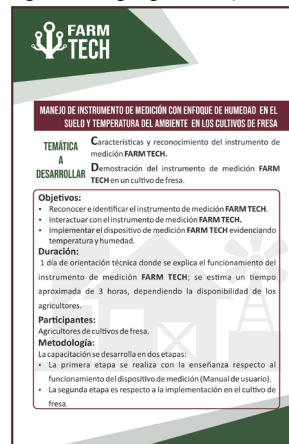 FARM
TECH
MANEJO DE INSTRUMENTO DE MEDICIÓN CON ENFOQUE DE HUMEDAD EN EL
SUELO Y TEMPERATURA DEL AMBIENTE EN LOS CULTIVOS DE FRESA
TEMÁTICA
A
DESARROLLAR
Características y reconocimiento del instrumento de
medición FARM TECH.
Demostración del instrumento de medición FARM
TECH en un cultivo de fresa.
Objetivos:
• Reconocer e identificar el instrumento de medición FARM TECH.
• Interactuar con el instrumento de medición FARM TECH.
• Implementar el dispositivo de medición FARM TECH evidenciando
temperatura y humedad.
Duración:
1 día de orientación técnica donde se explica el funcionamiento del
instrumento de medición FARM TECH; se estima un tiempo
aproximada de 3 horas, dependiendo la disponibilidad de los
agricultores.
Participantes:
Agricultores de cultivos de fresa.
Metodología:
La capacitación se desarrolla en dos etapas:
• La primera etapa se realiza con la enseñanza respecto al
funcionamiento del dispositivo de medición (Manual de usuario).
• La segunda etapa es respecto a la implementación en el cultivo de
fresa.